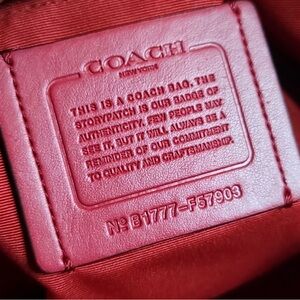 COACH
NEW YORK
THIS IS A COACH BAG. THE
STORYPATCH IS OUR BADGE OF
AUTHENTICITY. FEW PEOPLE MAY
SEE IT, BUT IT WILL ALWAYS BE A
REMINDER OF OUR COMMITMENT
TO QUALITY AND CRAFTSMANSHIP.
Nº B1777-F57903